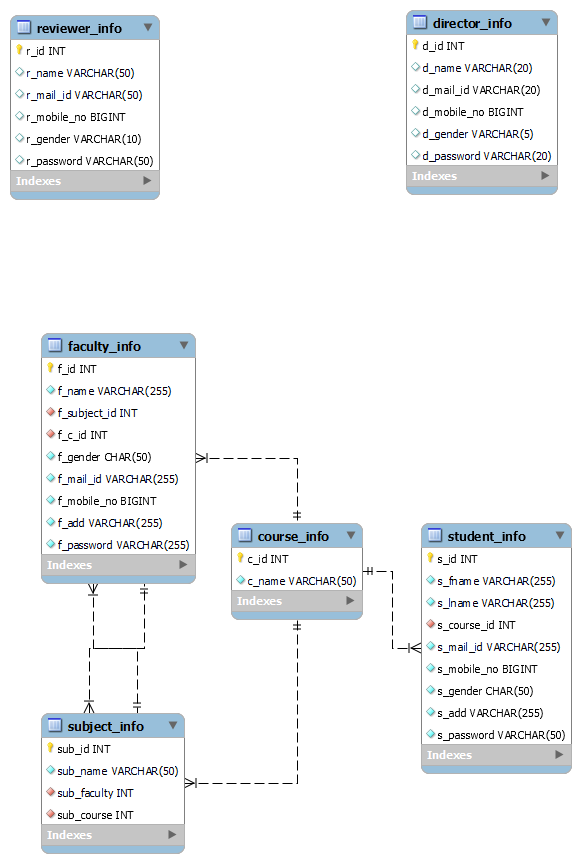 reviewer_info
r_id INT
r_name VARCHAR(50)
r_mail_id VARCHAR(50)
r_mobile_no BIGINT
r_gender VARCHAR(10)
r_password VARCHAR(50)
Indexes
director_info
d_id INT
d_name VARCHAR(20)
d_mail_id VARCHAR(20)
d_mobile_no BIGINT
d_gender VARCHAR(5)
d_password VARCHAR(20)
Indexes
faculty_info
f_id INT
f_name VARCHAR(255)
f_subject_id INT
f_c_id INT
f_gender CHAR(50)
f_mail_id VARCHAR(255)
f_mobile_no BIGINT
f_add VARCHAR(255)
f_password VARCHAR(255)
Indexes
course_info
c_id INT
c_name VARCHAR(50)
Indexes
student_info
s_id INT
s_fname VARCHAR(255)
s_lname VARCHAR(255)
s_course_id INT
s_mail_id VARCHAR(255)
s_mobile_no BIGINT
s_gender CHAR(50)
s_add VARCHAR(255)
s_password VARCHAR(50)
Indexes
subject_info
sub_id INT
sub_name VARCHAR(50)
sub_faculty INT
sub_course INT
Indexes